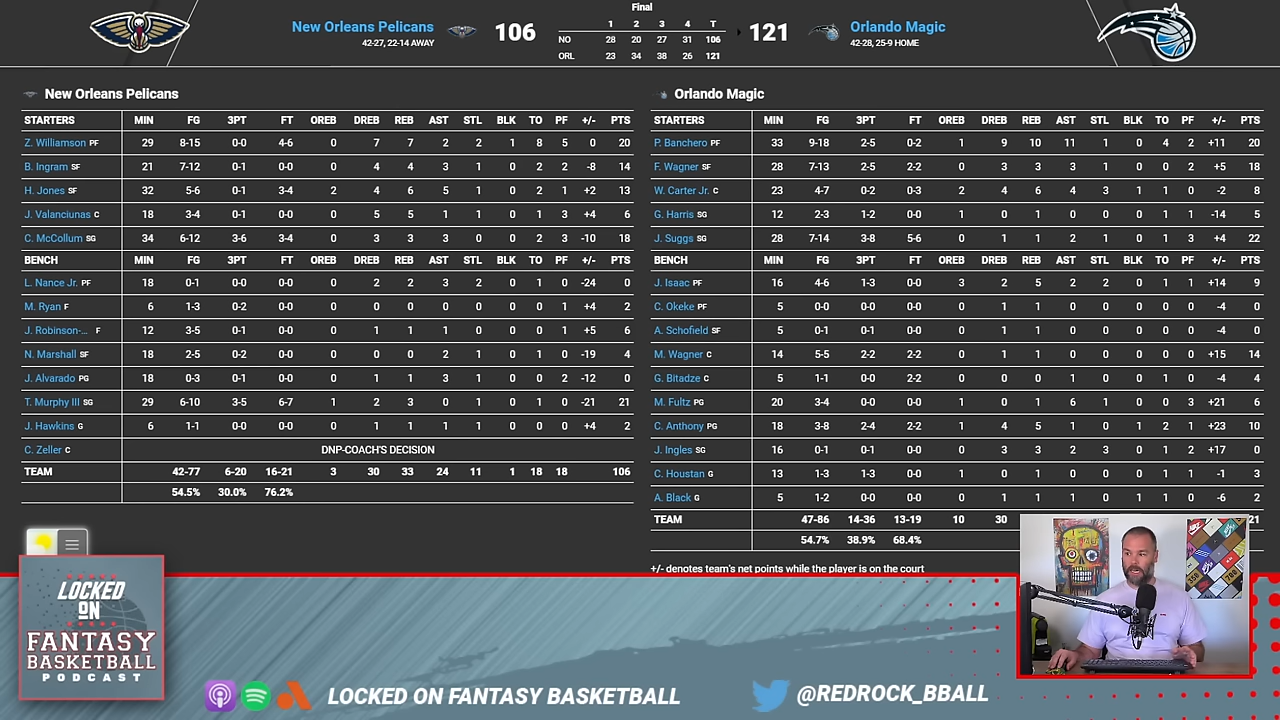 Final
New Orleans Pelicans 106 121 Orlando Magic
42-27, 22-14 AWAY 42-28, 25-9 HOME
1 2 3 4 T
NO 28 20 27 31 106
ORL 23 34 38 26 121
New Orleans Pelicans
STARTERS MIN FG 3PT FT OREB DREB REB AST STL BLK TO PF +/- PTS
Z. Williamson PF 29 8-15 0-0 4-6 0 7 7 2 2 1 8 5 0 20
B. Ingram SF 21 7-12 0-1 0-0 0 4 4 3 1 0 2 2 -8 14
H. Jones SF 32 5-6 0-1 3-4 2 4 6 5 1 0 2 1 +2 13
J. Valanciunas C 18 3-4 0-1 0-0 0 5 5 1 1 0 1 3 +4 6
C. McCollum SG 34 6-12 3-6 3-4 0 3 3 3 0 0 2 3 -10 18
BENCH MIN FG 3PT FT OREB DREB REB AST STL BLK TO PF +/- PTS
L. Nance Jr. PF 18 0-1 0-0 0-0 0 2 2 3 2 0 1 0 -24 0
M. Ryan F 6 1-3 0-2 0-0 0 0 0 0 0 0 0 1 +4 2
J. Robinson-... F 12 3-5 0-1 0-0 0 1 1 1 0 0 0 1 +5 6
N. Marshall SF 18 2-5 0-2 0-0 0 0 0 2 1 0 1 0 -19 4
J. Alvarado PG 18 0-3 0-1 0-0 0 1 1 3 1 0 0 2 -12 0
T. Murphy III SG 29 6-10 3-5 6-7 1 2 3 0 1 0 1 0 -21 21
J. Hawkins G 6 1-1 0-0 0-0 0 1 1 1 1 0 0 0 +4 2
C. Zeller C DNP-COACH'S DECISION
TEAM 42-77 6-20 16-21 3 30 33 24 11 1 18 18 106
54.5% 30.0% 76.2%
Orlando Magic
STARTERS MIN FG 3PT FT OREB DREB REB AST STL BLK TO PF +/- PTS
P. Banchero PF 33 9-18 2-5 0-2 1 9 10 11 1 0 4 2 +11 20
F. Wagner SF 28 7-13 2-5 2-2 0 3 3 3 1 0 0 2 +5 18
W. Carter Jr. C 23 4-7 0-2 0-3 2 4 6 4 3 1 1 0 -2 8
G. Harris SG 12 2-3 1-2 0-0 1 0 1 0 0 0 1 1 -14 5
J. Suggs SG 28 7-14 3-8 5-6 0 1 1 2 1 0 1 3 +4 22
BENCH MIN FG 3PT FT OREB DREB REB AST STL BLK TO PF +/- PTS
J. Isaac PF 16 4-6 1-3 0-0 3 2 5 2 2 0 1 1 +14 9
C. Okeke PF 5 0-0 0-0 0-0 0 1 1 0 0 0 0 0 -4 0
A. Schofield SF 5 0-1 0-1 0-0 0 1 1 0 0 0 0 0 -4 0
M. Wagner C 14 5-5 2-2 2-2 0 1 1 0 0 0 1 0 +15 14
G. Bitadze C 5 1-1 0-0 2-2 0 0 0 1 0 0 0 0 -4 4
M. Fultz PG 20 3-4 0-0 0-0 1 0 1 6 1 0 0 3 +21 6
C. Anthony PG 18 3-8 2-4 2-2 1 4 5 1 0 1 2 1 +23 10
J. Ingles SG 16 0-1 0-1 0-0 0 3 3 2 3 0 1 2 +17 0
C. Houstan G 13 1-3 1-3 0-0 1 0 1 0 0 0 1 1 -1 3
A. Black G 5 1-2 0-0 0-0 0 1 1 1 0 1 1 0 -6 2
TEAM 47-86 14-36 13-19 10 30 21
54.7% 38.9% 68.4%
+/- denotes team's net points while the player is on the court
LOCKED
ON
FANTASY
BASKETBALL
PODCAST
LOCKED ON FANTASY BASKETBALL
@REDROCK_BBALL